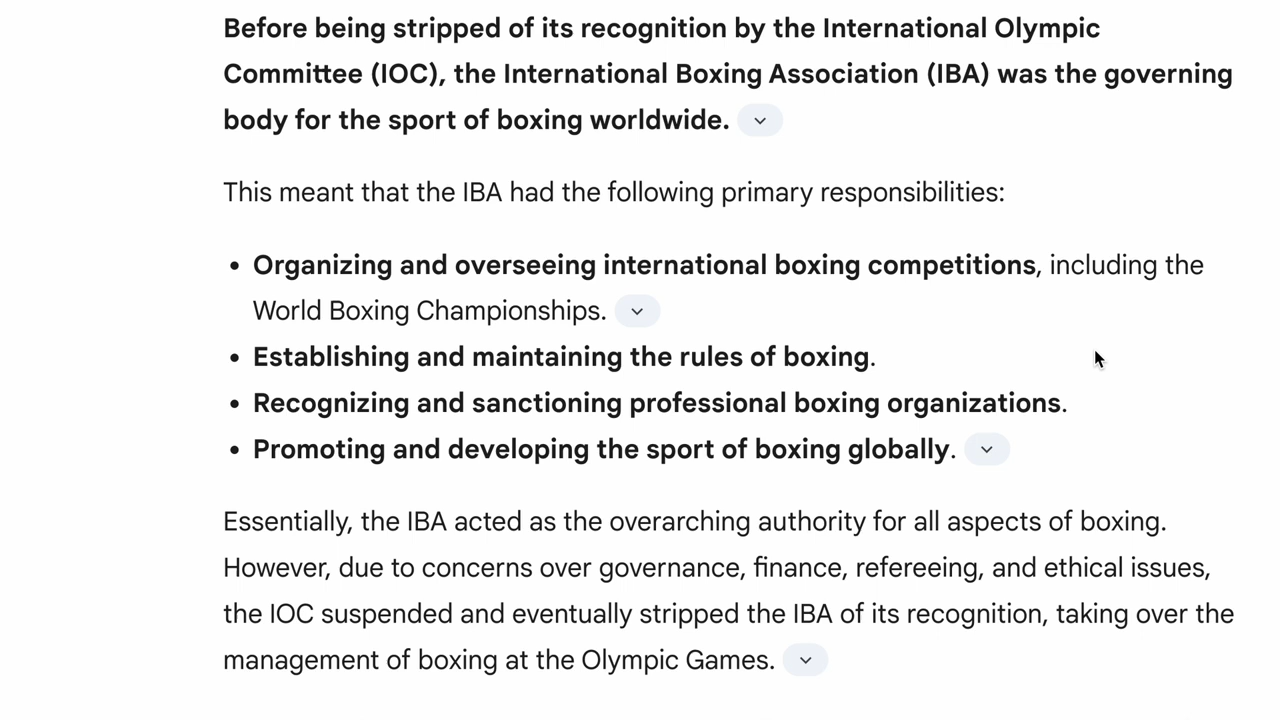 Before being stripped of its recognition by the International Olympic
Committee (IOC), the International Boxing Association (IBA) was the governing
body for the sport of boxing worldwide.
This meant that the IBA had the following primary responsibilities:
• Organizing and overseeing international boxing competitions, including the
World Boxing Championships.
• Establishing and maintaining the rules of boxing.
• Recognizing and sanctioning professional boxing organizations.
• Promoting and developing the sport of boxing globally.
Essentially, the IBA acted as the overarching authority for all aspects of boxing.
However, due to concerns over governance, finance, refereeing, and ethical issues,
the IOC suspended and eventually stripped the IBA of its recognition, taking over the
management of boxing at the Olympic Games.